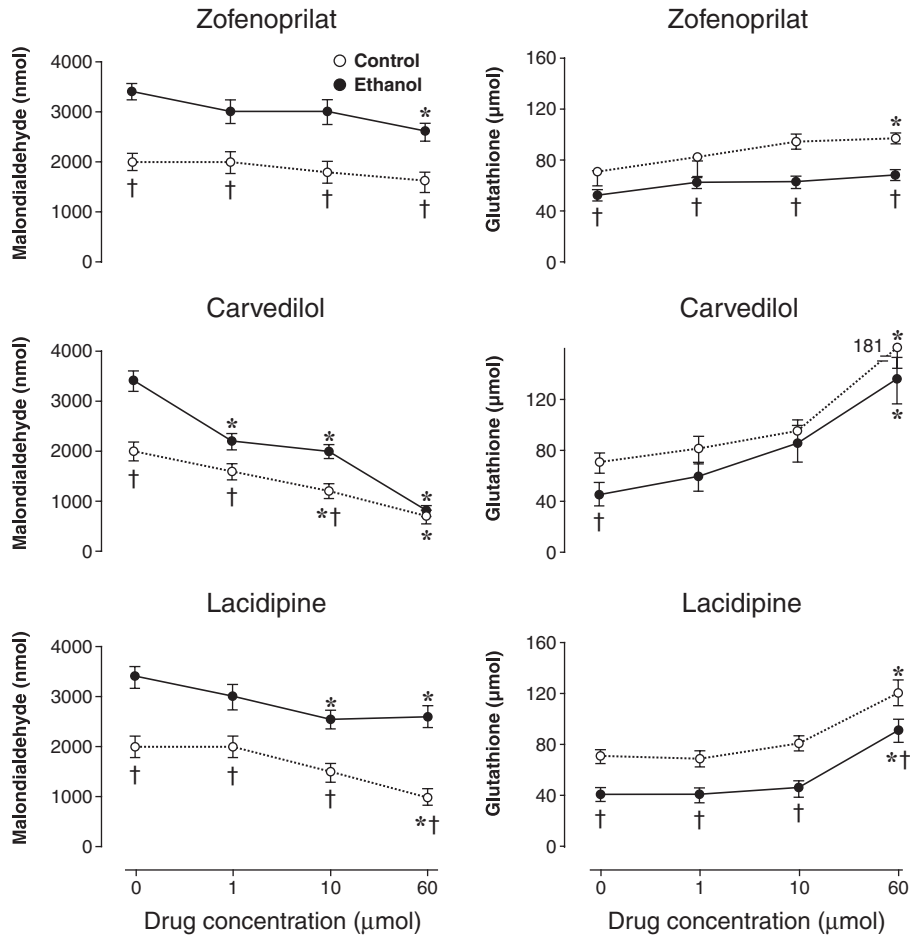 Zofenoprilat
Malondialdehyde (nmol)
4000
3000
2000
1000
0
Control
Ethanol
*
† † † †
Zofenoprilat
Glutathione (μmol)
160
120
80
40
0
*
† † † †
Carvedilol
Malondialdehyde (nmol)
4000
3000
2000
1000
0
* * *
† † *† *
Carvedilol
Glutathione (μmol)
120
80
40
0
181
*
*
†
Lacidipine
Malondialdehyde (nmol)
4000
3000
2000
1000
0
* *
† † † *†
0 1 10 60
Drug concentration (μmol)
Lacidipine
Glutathione (μmol)
160
120
80
40
0
*
*†
† † †
0 1 10 60
Drug concentration (μmol)